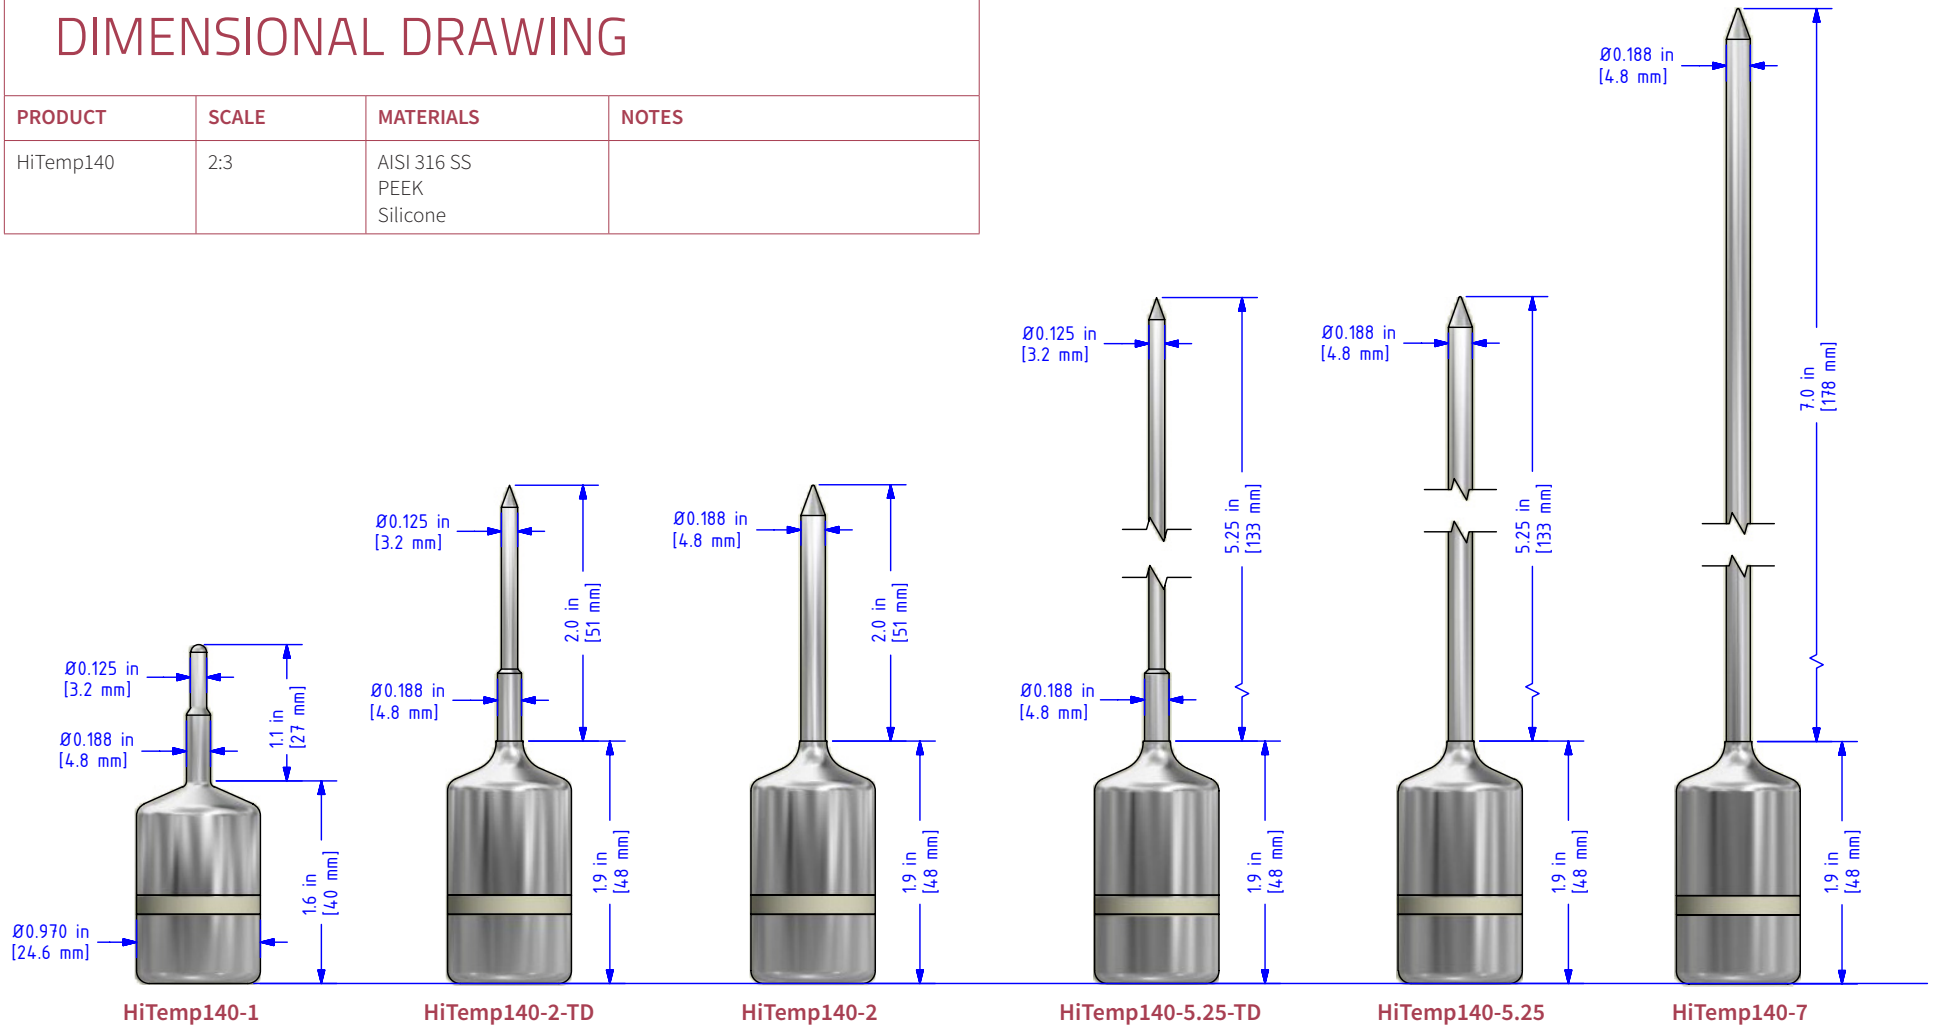 DIMENSIONAL DRAWING
PRODUCT SCALE MATERIALS NOTES
HiTemp140 2:3 AISI 316 SS
PEEK
Silicone
Ø0.125 in
[3.2 mm]
Ø0.188 in
[4.8 mm]
1.1 in
[27 mm]
1.6 in
[40 mm]
Ø0.970 in
[24.6 mm]
HiTemp140-1
Ø0.125 in
[3.2 mm]
Ø0.188 in
[4.8 mm]
2.0 in
[51 mm]
1.9 in
[48 mm]
HiTemp140-2-TD
Ø0.188 in
[4.8 mm]
2.0 in
[51 mm]
1.9 in
[48 mm]
HiTemp140-2
Ø0.125 in
[3.2 mm]
Ø0.188 in
[4.8 mm]
5.25 in
[133 mm]
1.9 in
[48 mm]
HiTemp140-5.25-TD
Ø0.188 in
[4.8 mm]
5.25 in
[133 mm]
1.9 in
[48 mm]
HiTemp140-5.25
Ø0.188 in
[4.8 mm]
7.0 in
[178 mm]
1.9 in
[48 mm]
HiTemp140-7